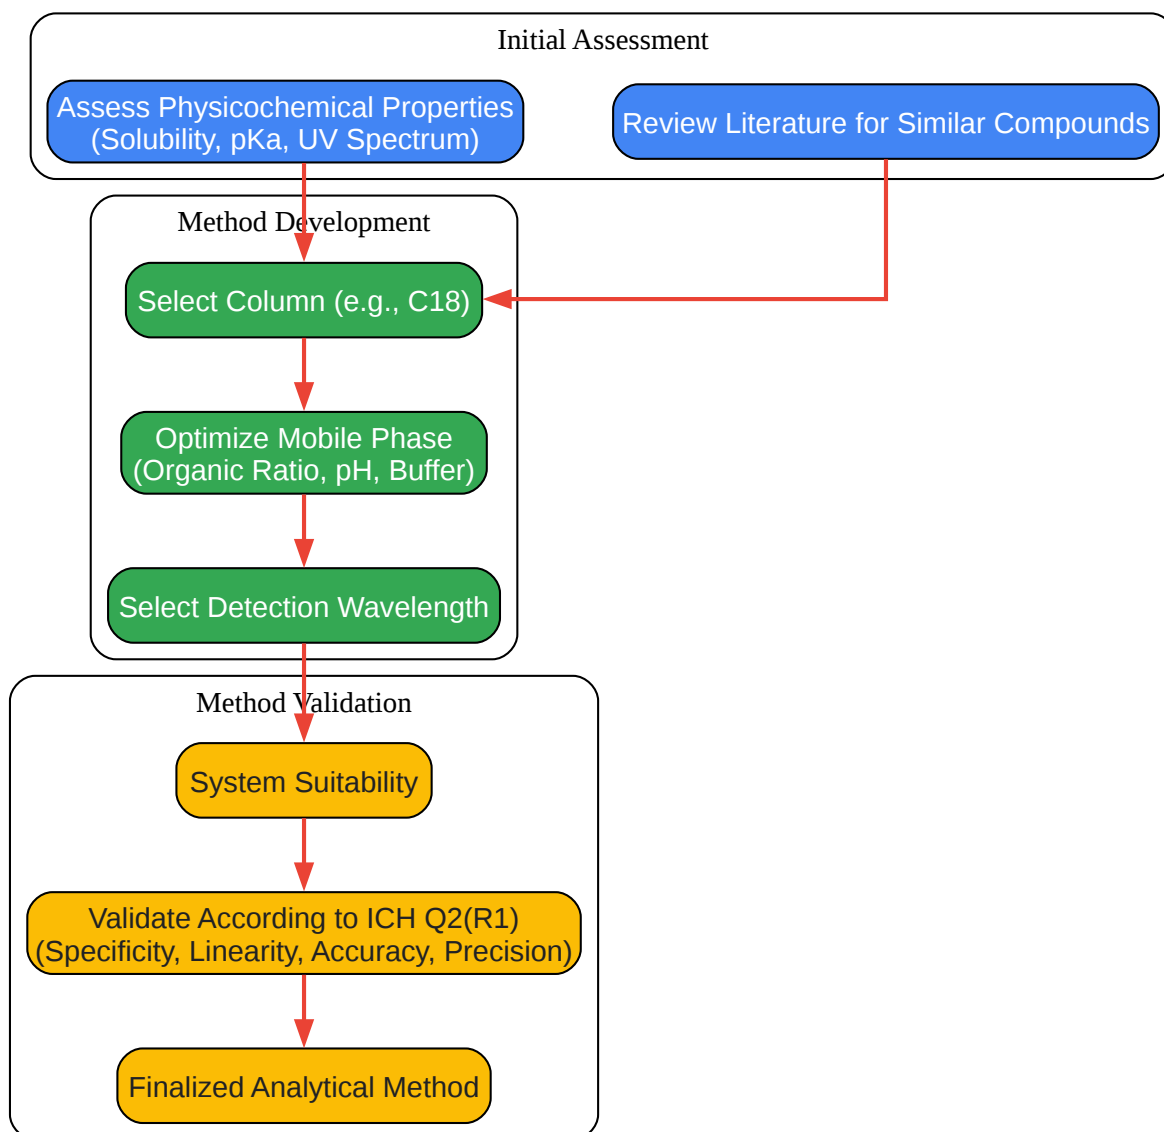 Initial Assessment
Assess Physicochemical Properties
(Solubility, pKa, UV Spectrum)
Review Literature for Similar Compounds
Method Development
Select Column (e.g., C18)
Optimize Mobile Phase
(Organic Ratio, pH, Buffer)
Select Detection Wavelength
Method Validation
System Suitability
Validate According to ICH Q2(R1)
(Specificity, Linearity, Accuracy, Precision)
Finalized Analytical Method